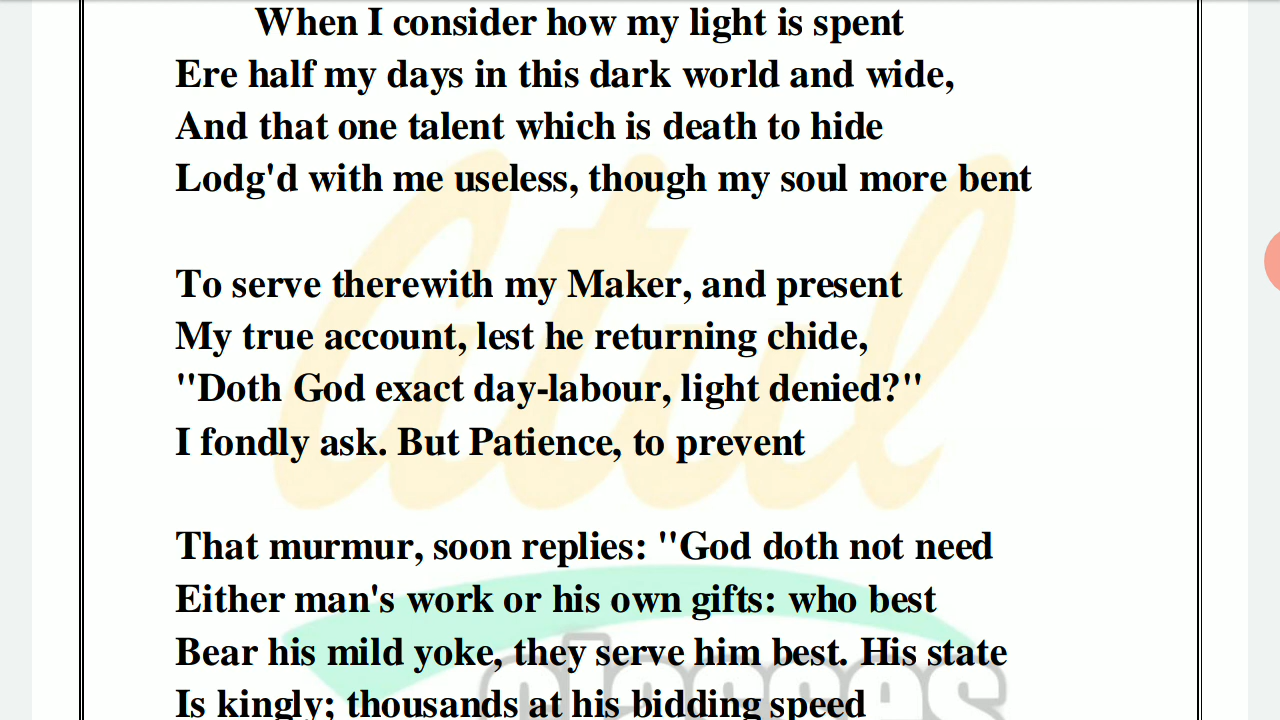 When I consider how my light is spent
Ere half my days in this dark world and wide,
And that one talent which is death to hide
Lodg'd with me useless, though my soul more bent
To serve therewith my Maker, and present
My true account, lest he returning chide,
"Doth God exact day-labour, light denied?"
I fondly ask. But Patience, to prevent
That murmur, soon replies: "God doth not need
Either man's work or his own gifts: who best
Bear his mild yoke, they serve him best. His state
Is kingly; thousands at his bidding speed
atul
classes